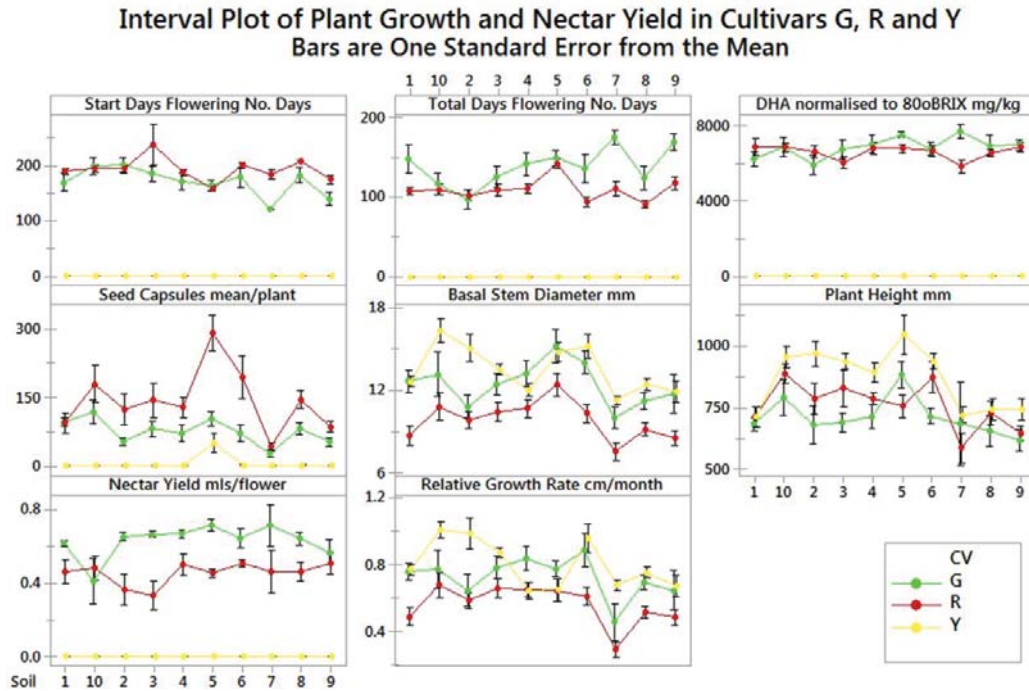 Interval Plot of Plant Growth and Nectar Yield in Cultivars G, R and Y
Bars are One Standard Error from the Mean
1 10 2 3 4 5 6 7 8 9
Start Days Flowering No. Days
Total Days Flowering No. Days
DHA normalised to 80oBRIX mg/kg
200
100
0
200
100
0
8000
4000
0
Seed Capsules mean/plant
Basal Stem Diameter mm
Plant Height mm
300
150
0
18
12
6
1000
750
500
1 10 2 3 4 5 6 7 8 9
Nectar Yield mls/flower
Relative Growth Rate cm/month
0.8
0.4
0.0
1.2
0.8
0.4
CV
G
R
Y
Soil 1 10 2 3 4 5 6 7 8 9
1 10 2 3 4 5 6 7 8 9